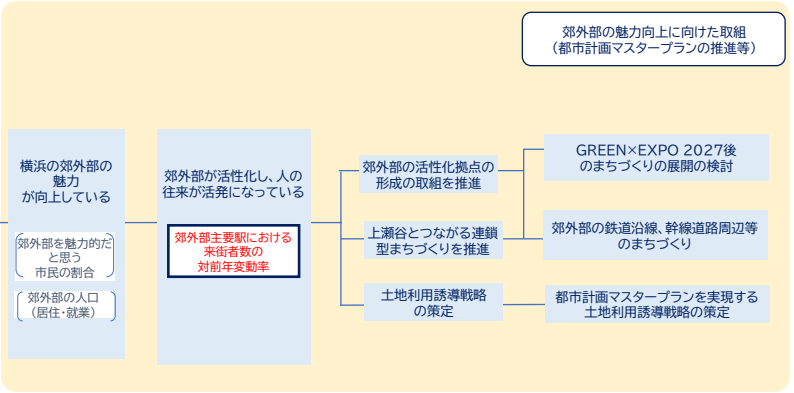 郊外部の魅力向上に向けた取組
（都市計画マスタープランの推進等）
横浜の郊外部の
魅力
が向上している
郊外部を魅力的だ
と思う
市民の割合
郊外部の人口
（居住・就業）
郊外部が活性化し、人の
往来が活発になっている
郊外部主要駅における
来街者数の
対前年変動率
郊外部の活性化拠点の
形成の取組を推進
上瀬谷とつながる連鎖
型まちづくりを推進
土地利用誘導戦略
の策定
GREEN×EXPO 2027後
のまちづくりの展開の検討
郊外部の鉄道沿線、幹線道路周辺等
のまちづくり
都市計画マスタープランを実現する
土地利用誘導戦略の策定